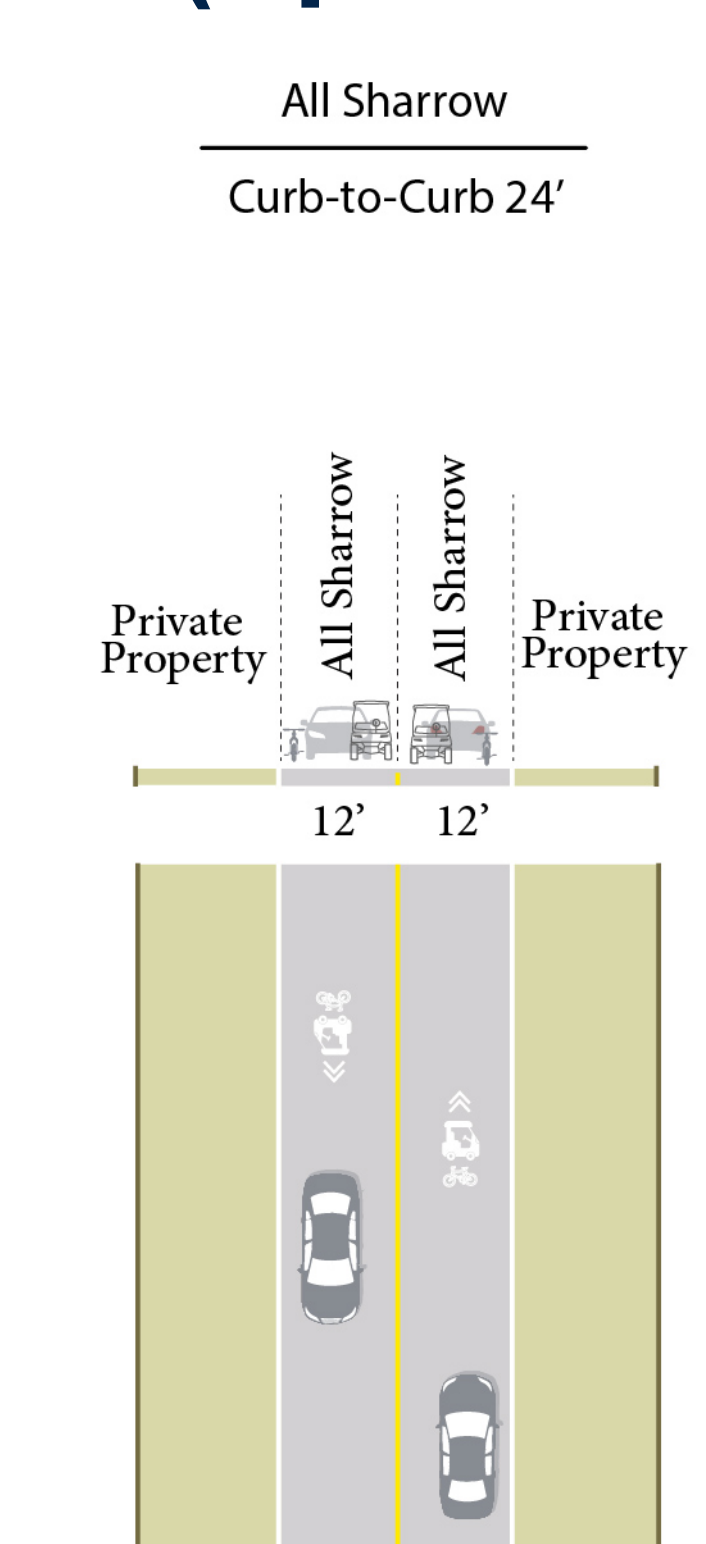 All Sharrow
Curb-to-Curb 24′
All Sharrow
All Sharrow
Private
Property
Private
Property
12’
12’